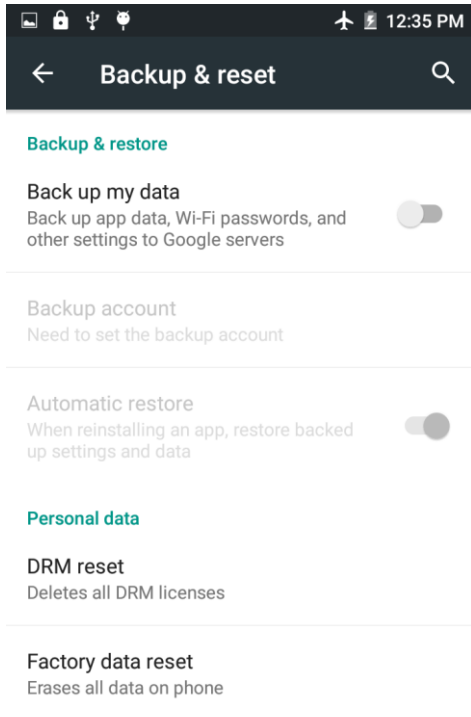 12:35 PM
Backup & reset
Backup & restore
Back up my data
Back up app data, Wi-Fi passwords, and
other settings to Google servers
Backup account
Need to set the backup account
Automatic restore
When reinstalling an app, restore backed
up settings and data
Personal data
DRM reset
Deletes all DRM licenses
Factory data reset
Erases all data on phone